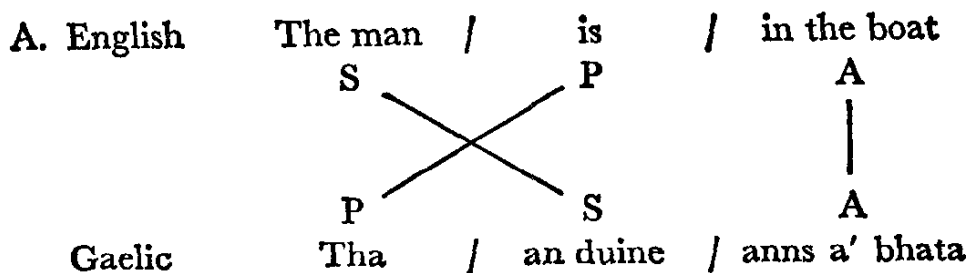 A. English The man / is / in the boat
S P A
P S A
Gaelic Tha / an duine / anns a' bhata